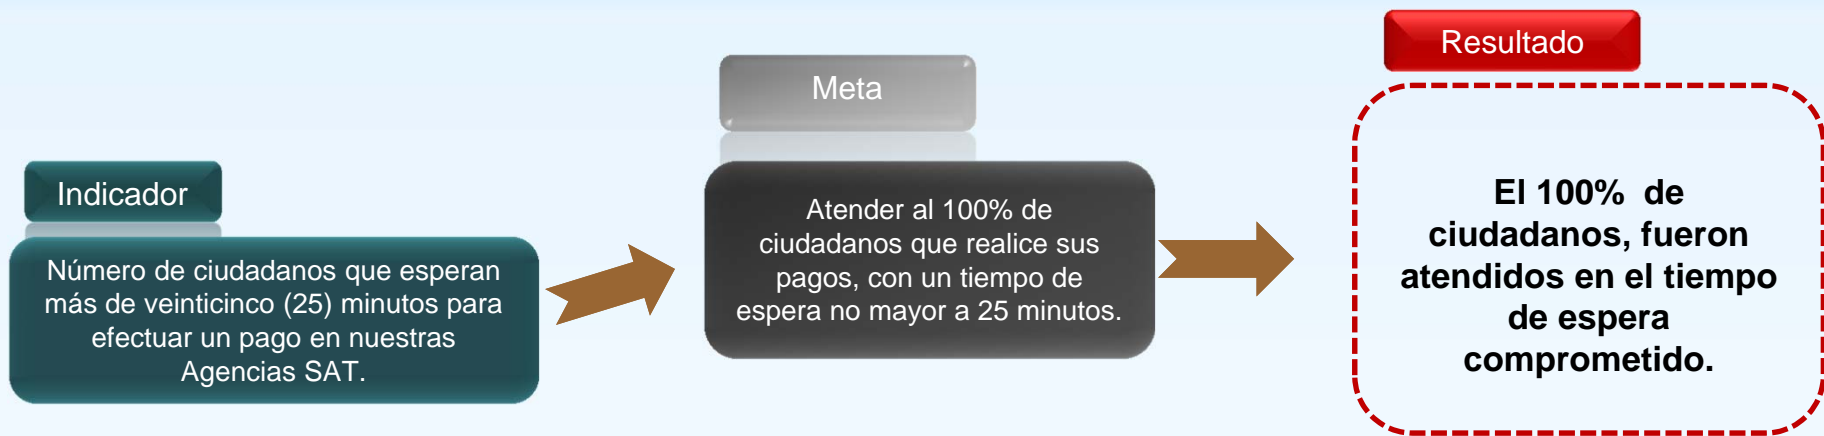 Indicador
Número de ciudadanos que esperan
más de veinticinco (25) minutos para
efectuar un pago en nuestras
Agencias SAT.
Meta
Atender al 100% de
ciudadanos que realice sus
pagos, con un tiempo de
espera no mayor a 25 minutos.
Resultado
El 100% de
ciudadanos, fueron
atendidos en el tiempo
de espera
comprometido.